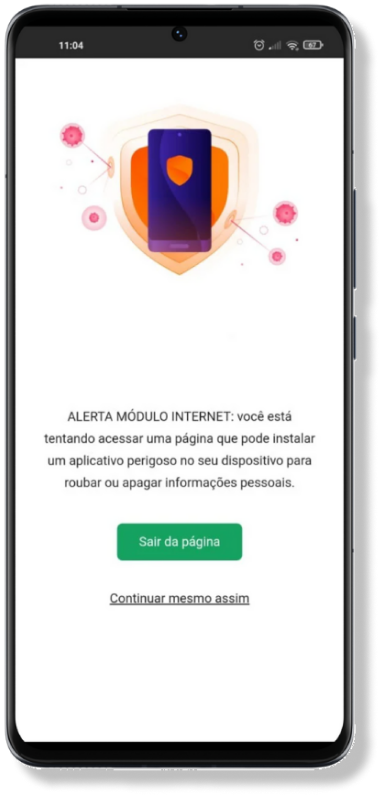 11:04
67
ALERTA MÓDULO INTERNET: você está
tentando acessar uma página que pode instalar
um aplicativo perigoso no seu dispositivo para
roubar ou apagar informações pessoais.
Sair da página
Continuar mesmo assim